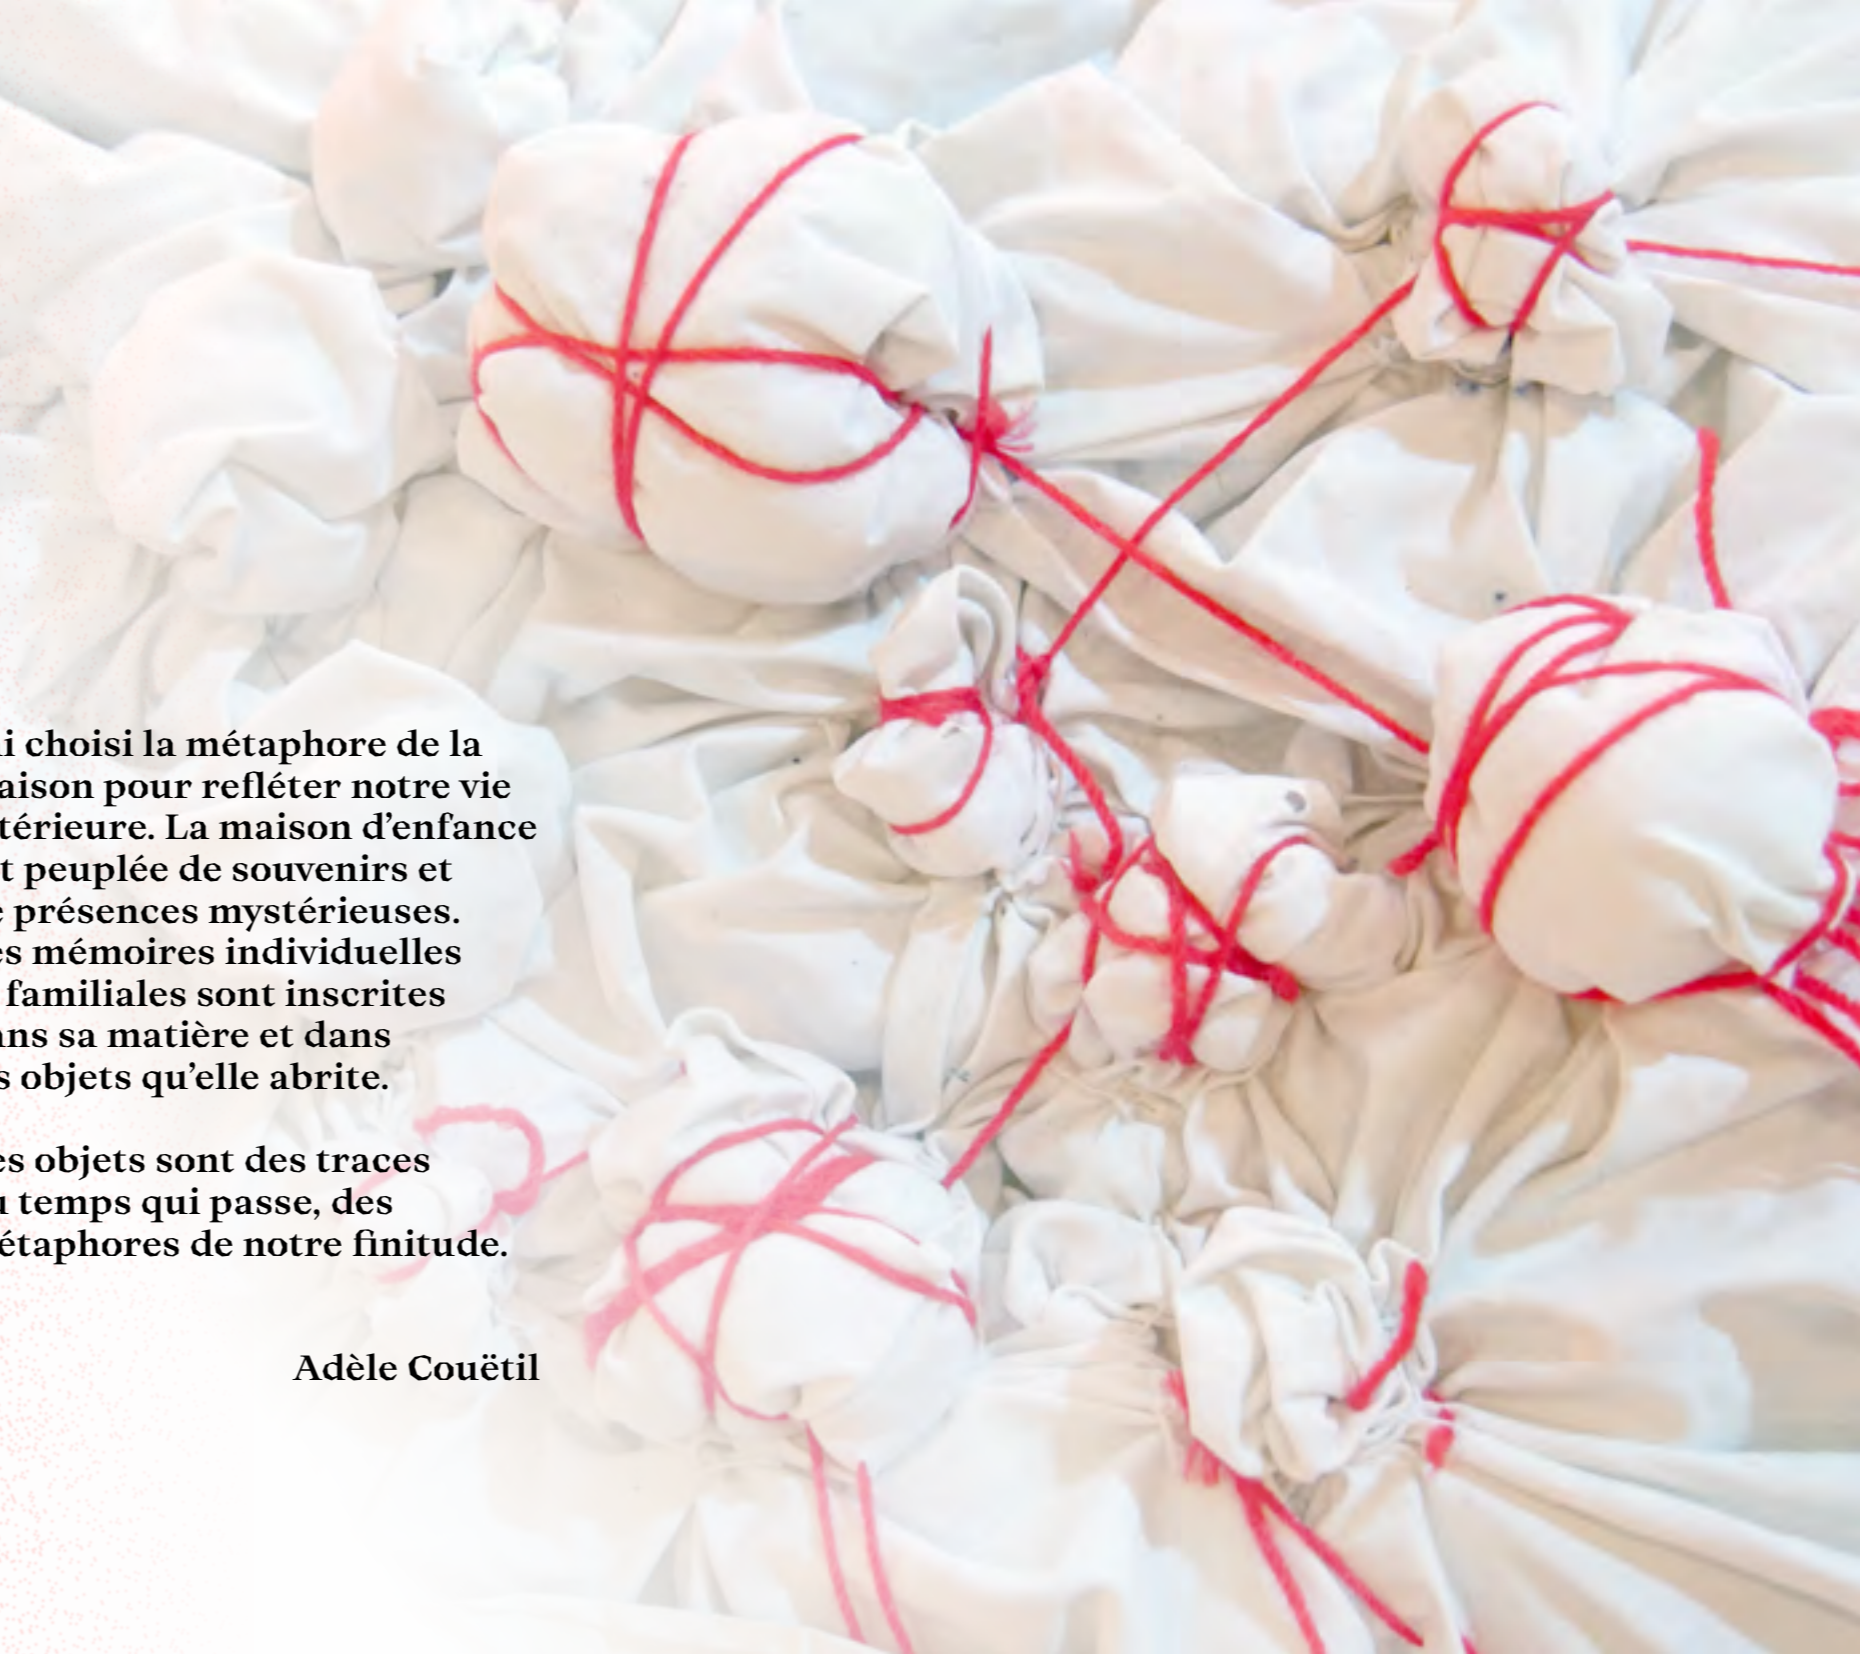 i choisi la métaphore de la
aison pour refléter notre vie
térieure. La maison d’enfance
t peuplée de souvenirs et
e présences mystérieuses.
es mémoires individuelles
familiales sont inscrites
ns sa matière et dans
s objets qu’elle abrite.
es objets sont des traces
u temps qui passe, des
étaphores de notre finitude.
Adèle Couëtil